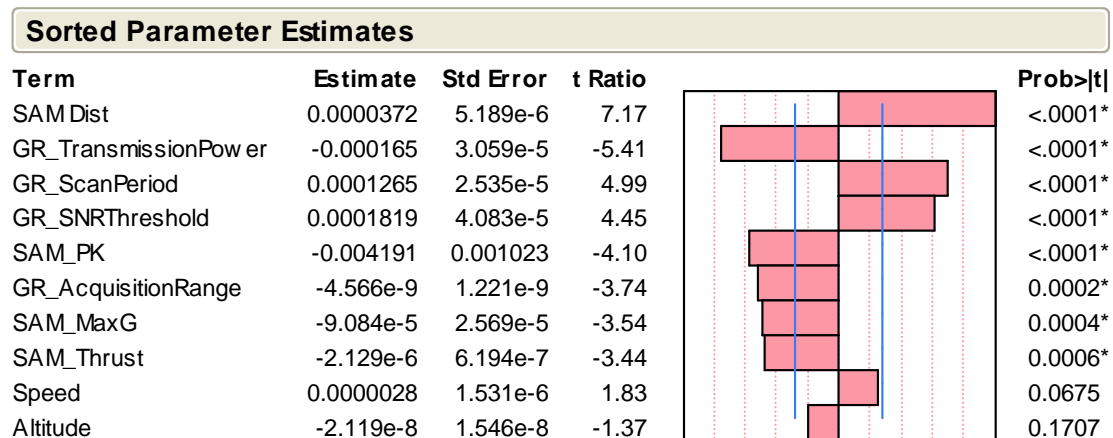 Sorted Parameter Estimates
Term Estimate Std Error t Ratio Prob>|t|
SAM Dist 0.0000372 5.189e-6 7.17 <.0001*
GR_TransmissionPower -0.000165 3.059e-5 -5.41 <.0001*
GR_ScanPeriod 0.0001265 2.535e-5 4.99 <.0001*
GR_SNRThreshold 0.0001819 4.083e-5 4.45 <.0001*
SAM_PK -0.004191 0.001023 -4.10 <.0001*
GR_AcquisitionRange -4.566e-9 1.221e-9 -3.74 0.0002*
SAM_MaxG -9.084e-5 2.569e-5 -3.54 0.0004*
SAM_Thrust -2.129e-6 6.194e-7 -3.44 0.0006*
Speed 0.0000028 1.531e-6 1.83 0.0675
Altitude -2.119e-8 1.546e-8 -1.37 0.1707